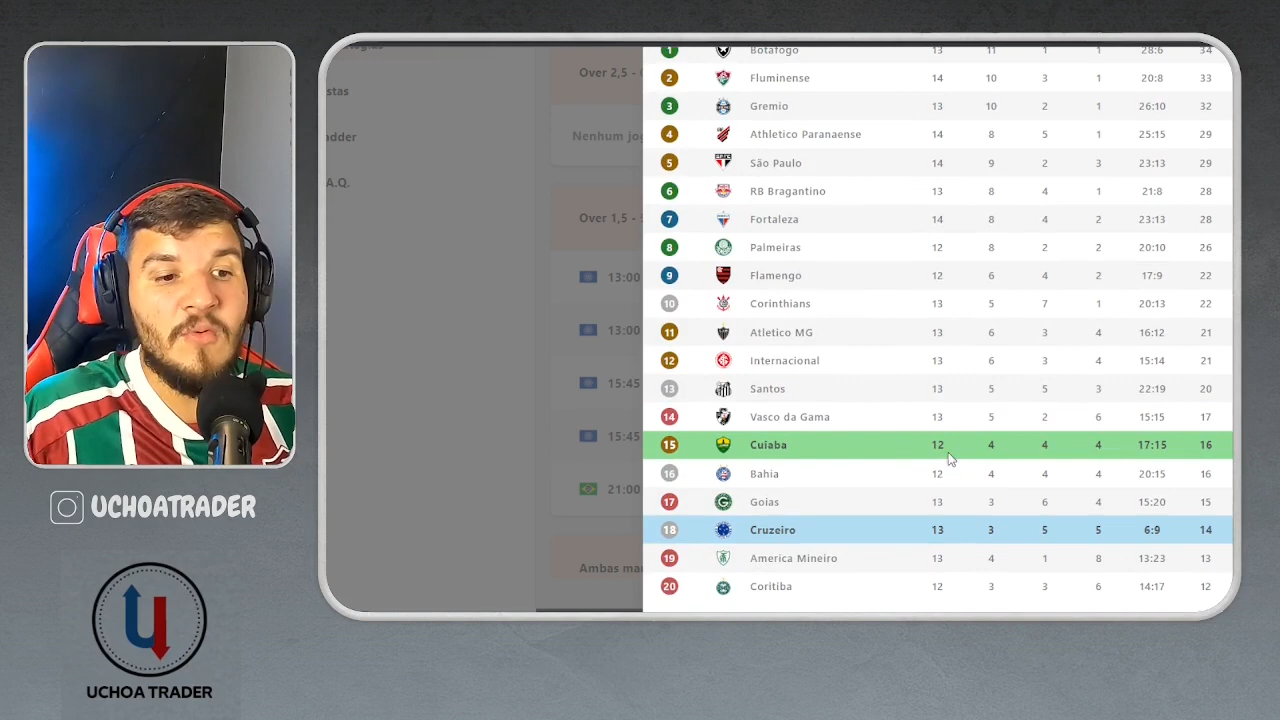 stas
adder
A.Q.
Over 2,5 -
Nenhum jog
Over 1,5 -
13:00
13:00
15:45
15:45
21:00
Ambas mar
1 Botafogo 13 11 1 1 28:6 34
2 Fluminense 14 10 3 1 20:8 33
3 Gremio 13 10 2 1 26:10 32
4 Athletico Paranaense 14 8 5 1 25:15 29
5 São Paulo 14 9 2 3 23:13 29
6 RB Bragantino 13 8 4 1 21:8 28
7 Fortaleza 14 8 4 2 23:13 28
8 Palmeiras 12 8 2 2 20:10 26
9 Flamengo 12 6 4 2 17:9 22
10 Corinthians 13 5 7 1 20:13 22
11 Atletico MG 13 6 3 4 16:12 21
12 Internacional 13 6 3 4 15:14 21
13 Santos 13 5 5 3 22:19 20
14 Vasco da Gama 13 5 2 6 15:15 17
15 Cuiaba 12 4 4 4 17:15 16
16 Bahia 12 4 4 4 20:15 16
17 Goias 13 3 6 4 15:20 15
18 Cruzeiro 13 3 5 5 6:9 14
19 America Mineiro 13 4 1 8 13:23 13
20 Coritiba 12 3 3 6 14:17 12
UCHOATRADER
U
UCHOA TRADER